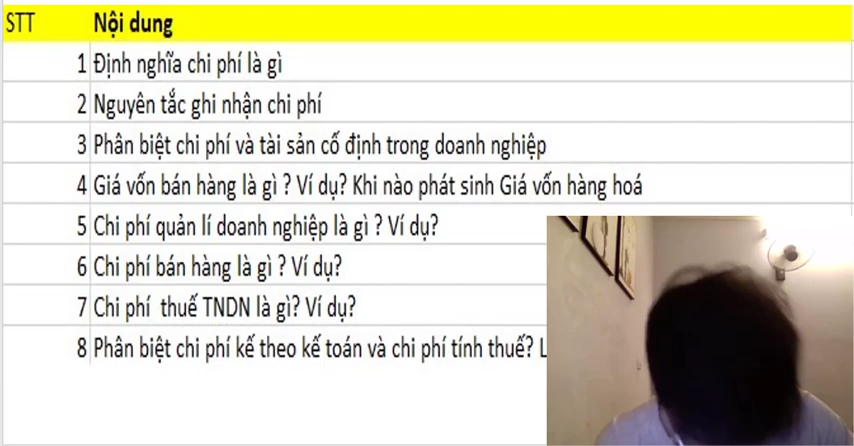 STT Nội dung
1 Định nghĩa chi phí là gì
2 Nguyên tắc ghi nhận chi phí
3 Phân biệt chi phí và tài sản cố định trong doanh nghiệp
4 Giá vốn bán hàng là gì ? Ví dụ? Khi nào phát sinh Giá vốn hàng hoá
5 Chi phí quản lí doanh nghiệp là gì ? Ví dụ?
6 Chi phí bán hàng là gì ? Ví dụ?
7 Chi phí  thuế TNDN là gì? Ví dụ?
8 Phân biệt chi phí kế theo kế toán và chi phí tính thuế?